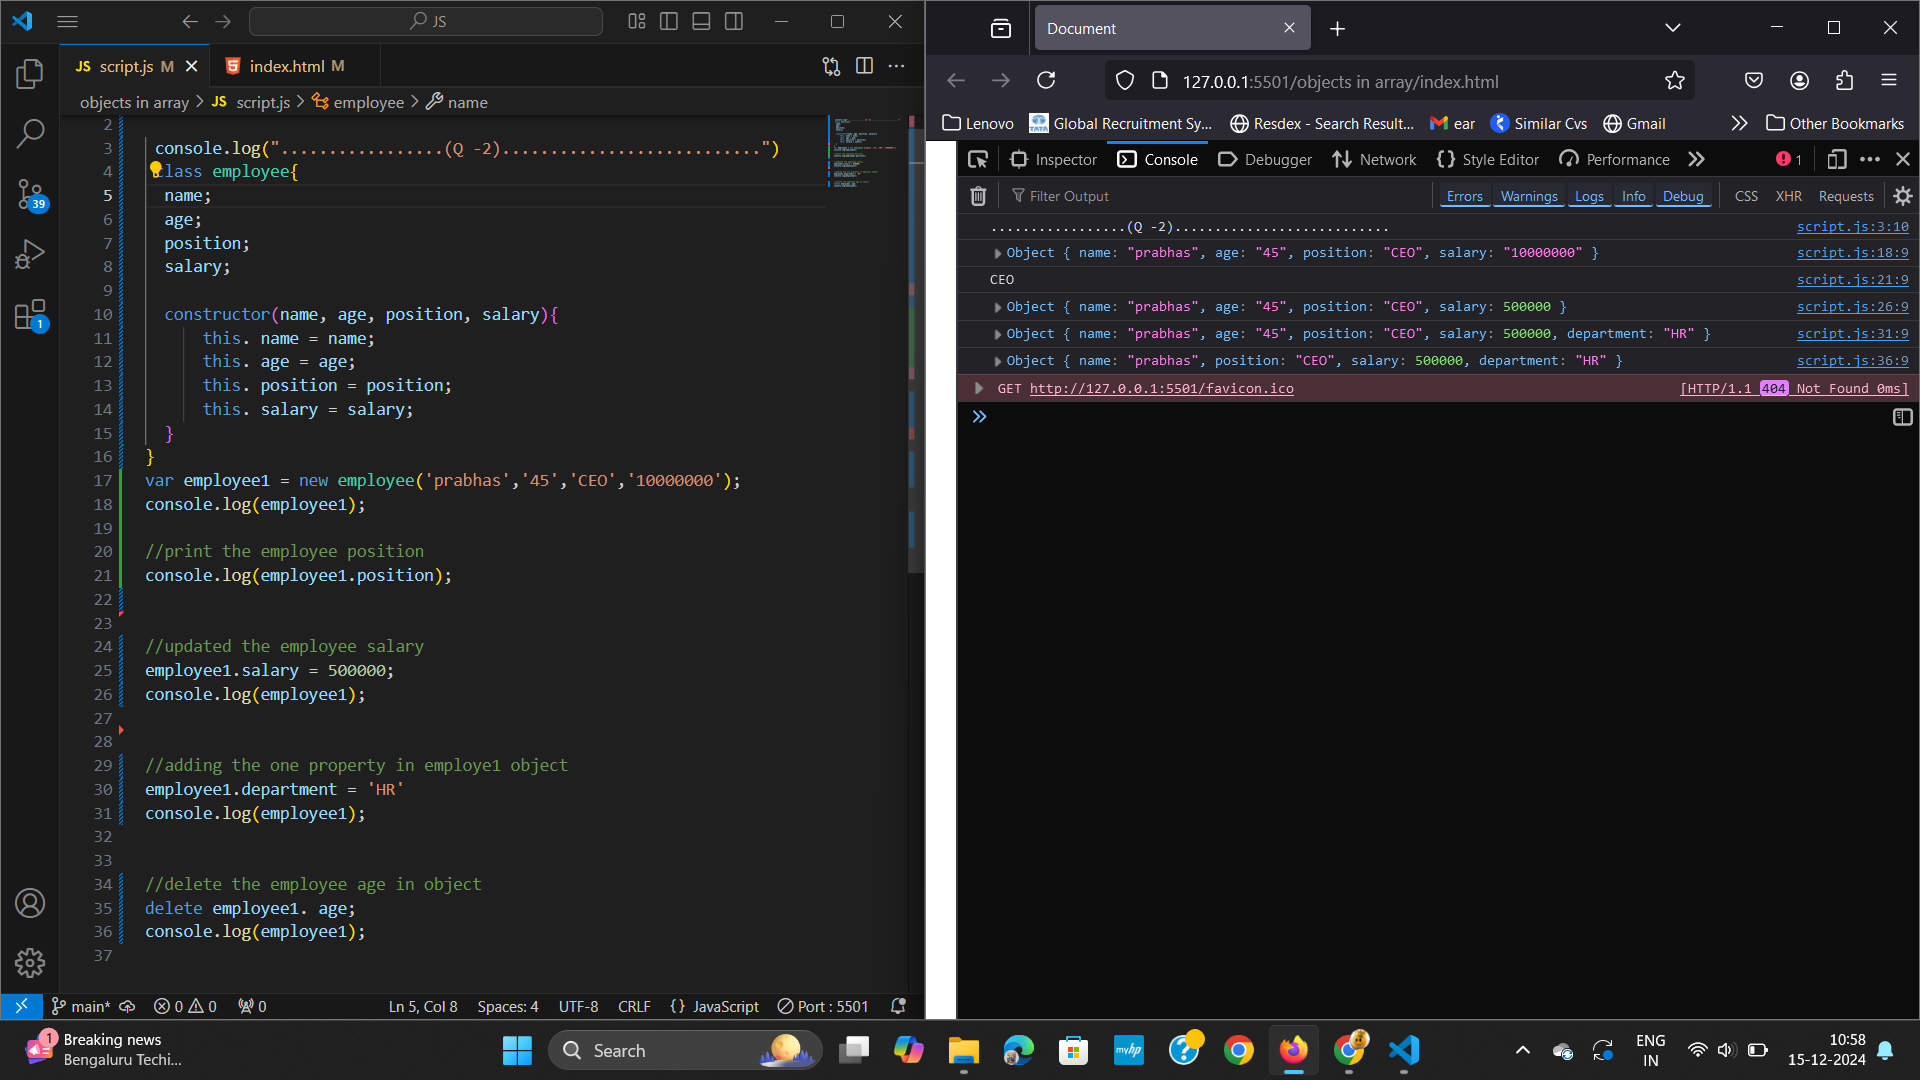 JS
JS script.js M
index.html M
objects in array > JS script.js > employee > name
2
3 console.log(".................(Q -2)...........................")
4 class employee{
5 name;
6 age;
7 position;
8 salary;
9
10 constructor(name, age, position, salary){
11 this. name = name;
12 this. age = age;
13 this. position = position;
14 this. salary = salary;
15 }
16 }
17 var employee1 = new employee('prabhas','45','CEO','10000000');
18 console.log(employee1);
19
20 //print the employee position
21 console.log(employee1.position);
22
23
24 //updated the employee salary
25 employee1.salary = 500000;
26 console.log(employee1);
27
28
29 //adding the one property in employe1 object
30 employee1.department = 'HR'
31 console.log(employee1);
32
33
34 //delete the employee age in object
35 delete employee1. age;
36 console.log(employee1);
37
39
1
main* 0 0 0 Ln 5, Col 8 Spaces: 4 UTF-8 CRLF {} JavaScript Port : 5501
Document
127.0.0.1:5501/objects in array/index.html
Lenovo TATA Global Recruitment Sy... Resdex - Search Result... ear Similar Cvs Gmail Other Bookmarks
Inspector Console Debugger Network {} Style Editor Performance 1
Filter Output Errors Warnings Logs Info Debug CSS XHR Requests
.................(Q -2)........................... script.js:3:10
Object { name: "prabhas", age: "45", position: "CEO", salary: "10000000" } script.js:18:9
CEO script.js:21:9
Object { name: "prabhas", age: "45", position: "CEO", salary: 500000 } script.js:26:9
Object { name: "prabhas", age: "45", position: "CEO", salary: 500000, department: "HR" } script.js:31:9
Object { name: "prabhas", position: "CEO", salary: 500000, department: "HR" } script.js:36:9
GET http://127.0.0.1:5501/favicon.ico [HTTP/1.1 404 Not Found 0ms]
1 Breaking news
Bengaluru Techi...
Search
myhp
ENG
IN
10:58
15-12-2024